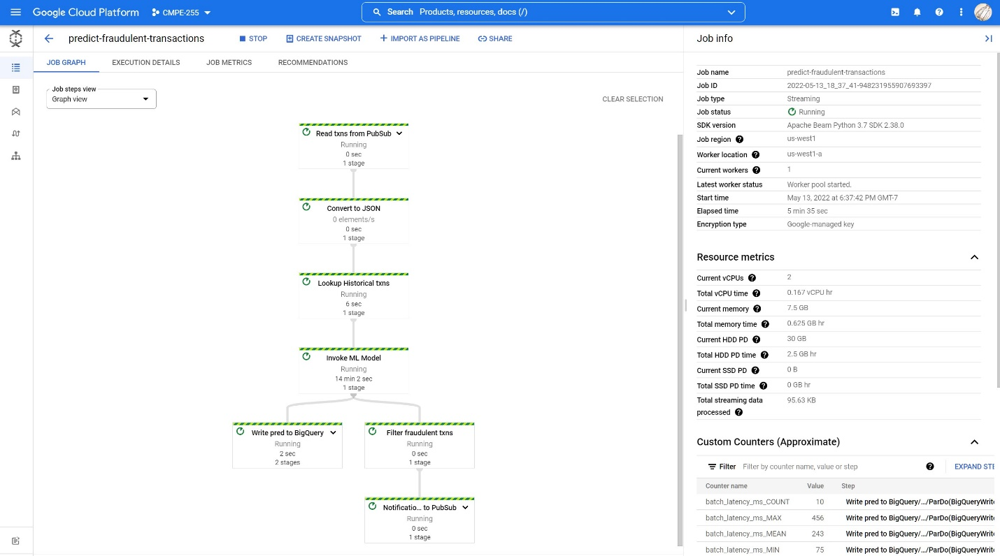 Google Cloud Platform
CMPE-255
Search Products, resources, docs (/)
predict-fraudulent-transactions
STOP
CREATE SNAPSHOT
IMPORT AS PIPELINE
SHARE
JOB GRAPH
EXECUTION DETAILS
JOB METRICS
RECOMMENDATIONS
Job steps view
Graph view
CLEAR SELECTION
Read txns from PubSub
Running
0 sec
1 stage
Convert to JSON
0 elements/s
0 sec
1 stage
Lookup Historical txns
Running
6 sec
1 stage
Invoke ML Model
Running
14 min 2 sec
1 stage
Write pred to BigQuery
Running
2 sec
2 stages
Filter fraudulent txns
Running
0 sec
1 stage
Notificatio... to PubSub
Running
0 sec
1 stage
Job info
Job name predict-fraudulent-transactions
Job ID 2022-05-13_18_37_41-948231955907693397
Job type Streaming
Job status Running
SDK version Apache Beam Python 3.7 SDK 2.38.0
Job region us-west1
Worker location us-west1-a
Current workers 1
Latest worker status Worker pool started.
Start time May 13, 2022 at 6:37:42 PM GMT-7
Elapsed time 5 min 35 sec
Encryption type Google-managed key
Resource metrics
Current vCPUs 2
Total vCPU time 0.167 vCPU hr
Current memory 7.5 GB
Total memory time 0.625 GB hr
Current HDD PD 30 GB
Total HDD PD time 2.5 GB hr
Current SSD PD 0 B
Total SSD PD time 0 GB hr
Total streaming data 95.63 KB
processed
Custom Counters (Approximate)
Filter Filter by counter name, value or step
EXPAND STE
Counter name Value Step
batch_latency_ms_COUNT 10 Write pred to BigQuery/.../ParDo(BigQueryWrite
batch_latency_ms_MAX 456 Write pred to BigQuery/.../ParDo(BigQueryWrite
batch_latency_ms_MEAN 243 Write pred to BigQuery/.../ParDo(BigQueryWrite
batch_latency_ms_MIN 75 Write pred to BigQuery/.../ParDo(BigQueryWrite